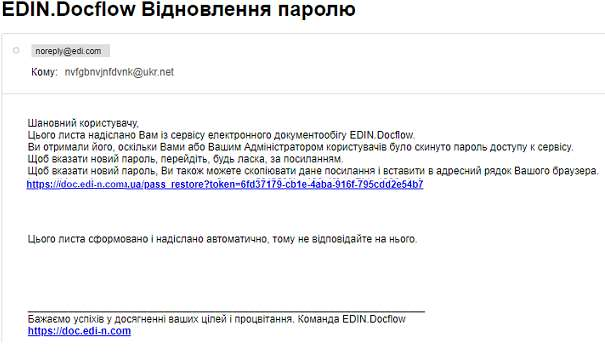 EDIN.Docflow Відновлення паролю
noreply@edi.com
Кому: nvfgbnvjnfdvnk@ukr.net
Шановний користувачу,
Цього листа надіслано Вам із сервісу електронного документообігу EDIN.Docflow.
Ви отримали його, оскільки Вами або Вашим Адміністратором користувачів було скинуто пароль доступу к сервісу.
Щоб вказати новий пароль, перейдіть, будь ласка, за посиланням.
Щоб вказати новий пароль, Ви також можете скопіювати дане посилання і вставити в адресний рядок Вашого браузера.
https://doc.edi-n.com.ua/pass_restore?token=6fd37179-cb1e-4aba-916f-795cdd2e54b7
Цього листа сформовано і надіслано автоматично, тому не відповідайте на нього.
Бажаємо успіхів у досягненні ваших цілей і процвітання. Команда EDIN.Docflow
https://doc.edi-n.com